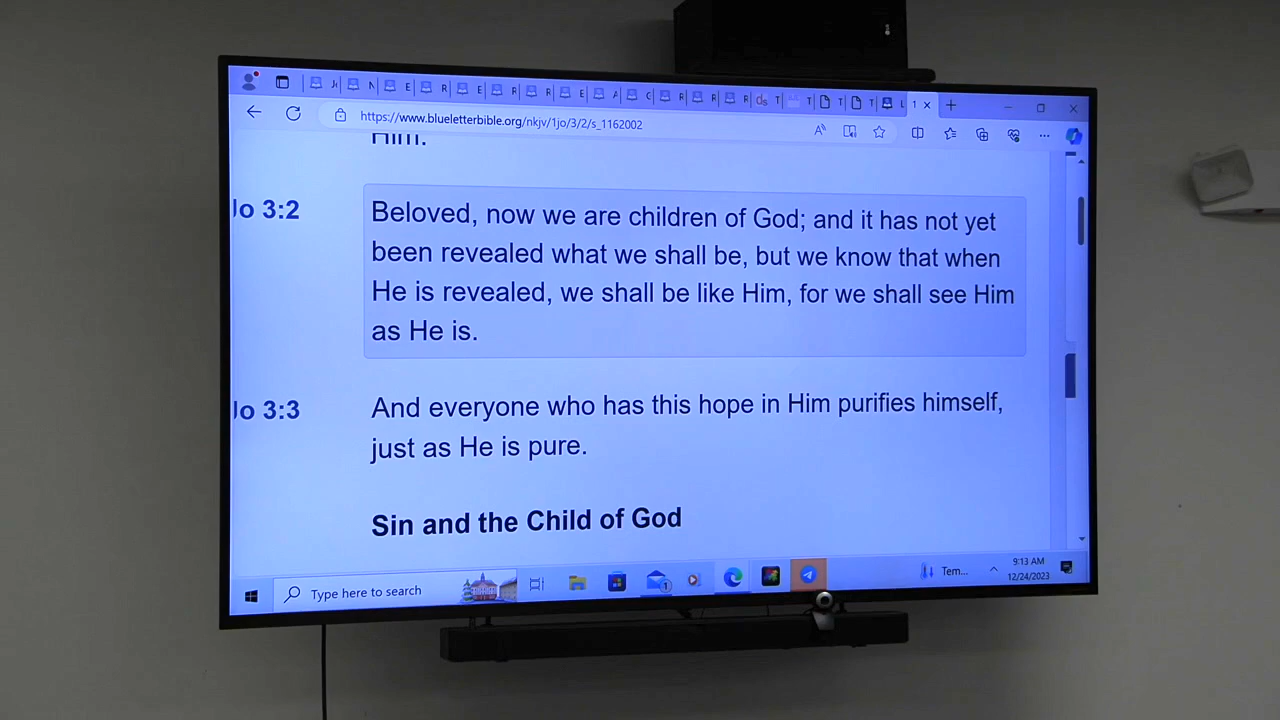 https://www.blueletterbible.org/nkjv/1jo/3/2/s_1162002
Him.
Jo 3:2
Beloved, now we are children of God; and it has not yet
been revealed what we shall be, but we know that when
He is revealed, we shall be like Him, for we shall see Him
as He is.
Jo 3:3
And everyone who has this hope in Him purifies himself,
just as He is pure.
Sin and the Child of God
Type here to search
1
Tem...
9:13 AM
12/24/2023